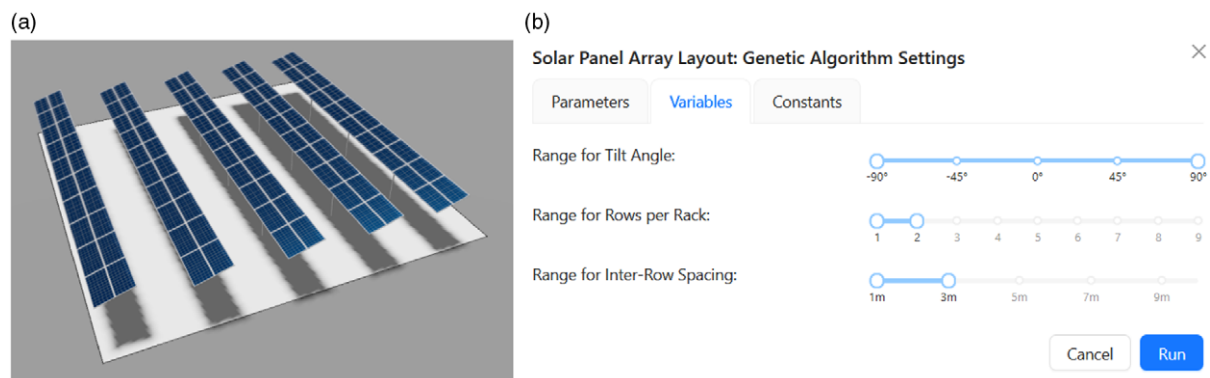 (a)
(b)
Solar Panel Array Layout: Genetic Algorithm Settings
Parameters Variables Constants
Range for Tilt Angle:
-90° -45° 0° 45° 90°
Range for Rows per Rack:
1 2 3 4 5 6 7 8 9
Range for Inter-Row Spacing:
1m 3m 5m 7m 9m
Cancel Run